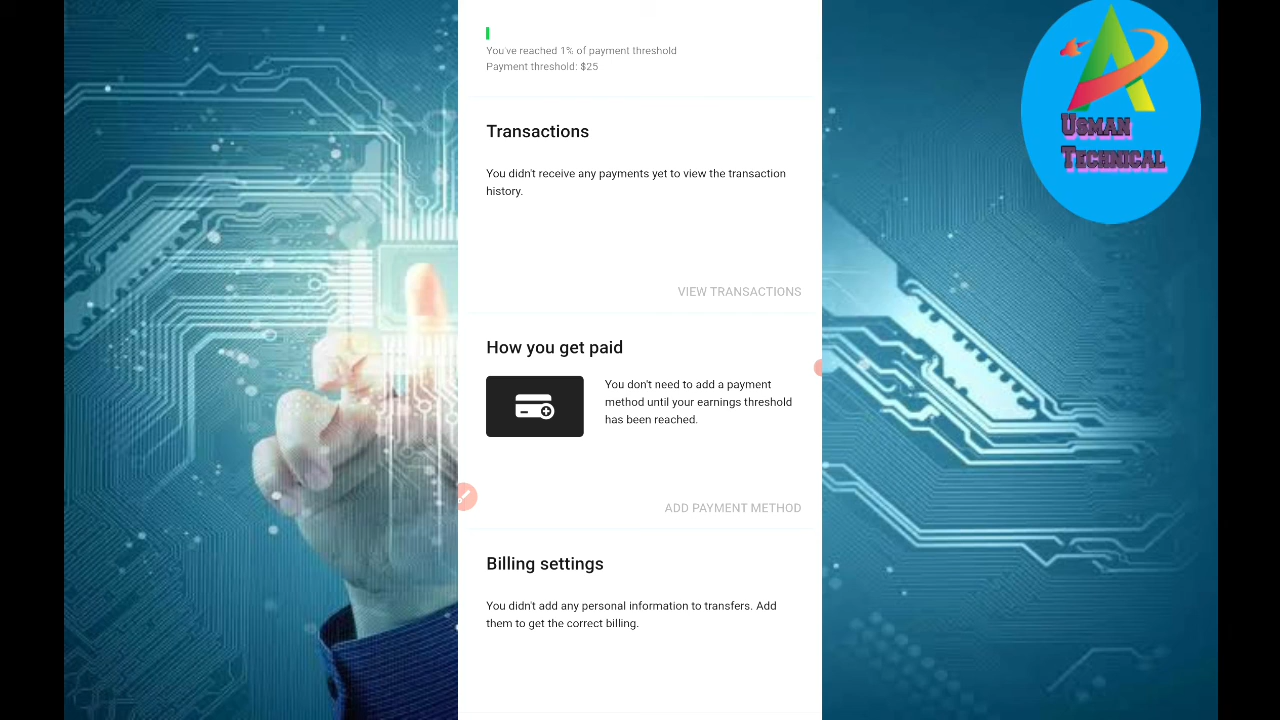 You've reached 1% of payment threshold
Payment threshold: $25
Transactions
You didn't receive any payments yet to view the transaction
history.
VIEW TRANSACTIONS
How you get paid
You don't need to add a payment
method until your earnings threshold
has been reached.
ADD PAYMENT METHOD
Billing settings
You didn't add any personal information to transfers. Add
them to get the correct billing.
USMAN
TECHNICAL